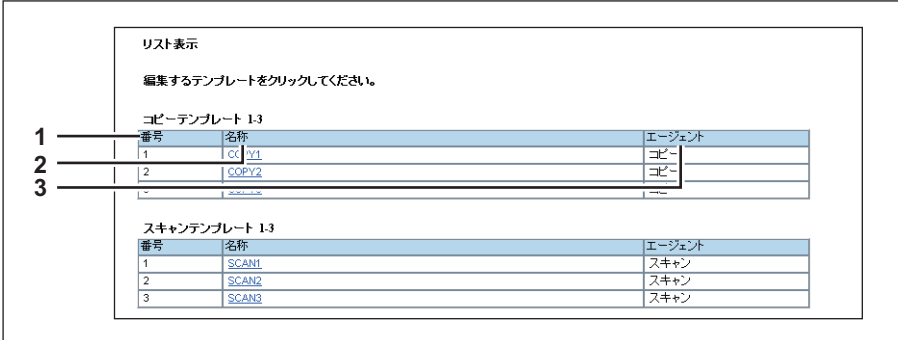 リスト表示
編集するテンプレートをクリックしてください。
コピーテンプレート 1-3
1
番号 名称 エージェント
1 コピー
2
2 COPY2 コピー
3
スキャンテンプレート 1-3
番号 名称 エージェント
1 SCAN1 スキャン
2 SCAN2 スキャン
3 SCAN3 スキャン